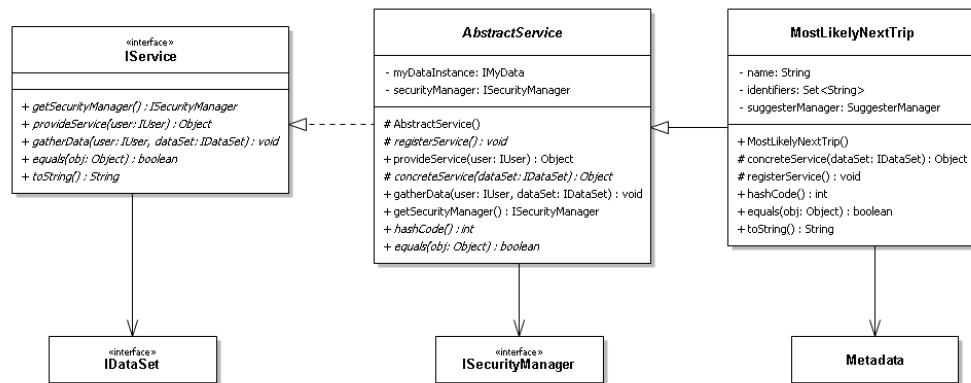 «interface»
IService
+ getSecurityManager() : ISecurityManager
+ provideService(user: IUser) : Object
+ gatherData(user: IUser, dataSet: IDataSet) : void
+ equals(obj: Object) : boolean
+ toString() : String
AbstractService
- myDataInstance: IMyData
- securityManager: ISecurityManager
# AbstractService()
# registerService() : void
+ provideService(user: IUser) : Object
# concreteService(dataSet: IDataSet) : Object
+ gatherData(user: IUser, dataSet: IDataSet) : void
+ getSecurityManager() : ISecurityManager
+ hashCode() : int
+ equals(obj: Object) : boolean
MostLikelyNextTrip
- name: String
- identifiers: Set<String>
- suggesterManager: SuggesterManager
+ MostLikelyNextTrip()
# concreteService(dataSet: IDataSet) : Object
# registerService() : void
+ hashCode() : int
+ equals(obj: Object) : boolean
+ toString() : String
«interface»
IDataSet
«interface»
ISecurityManager
Metadata